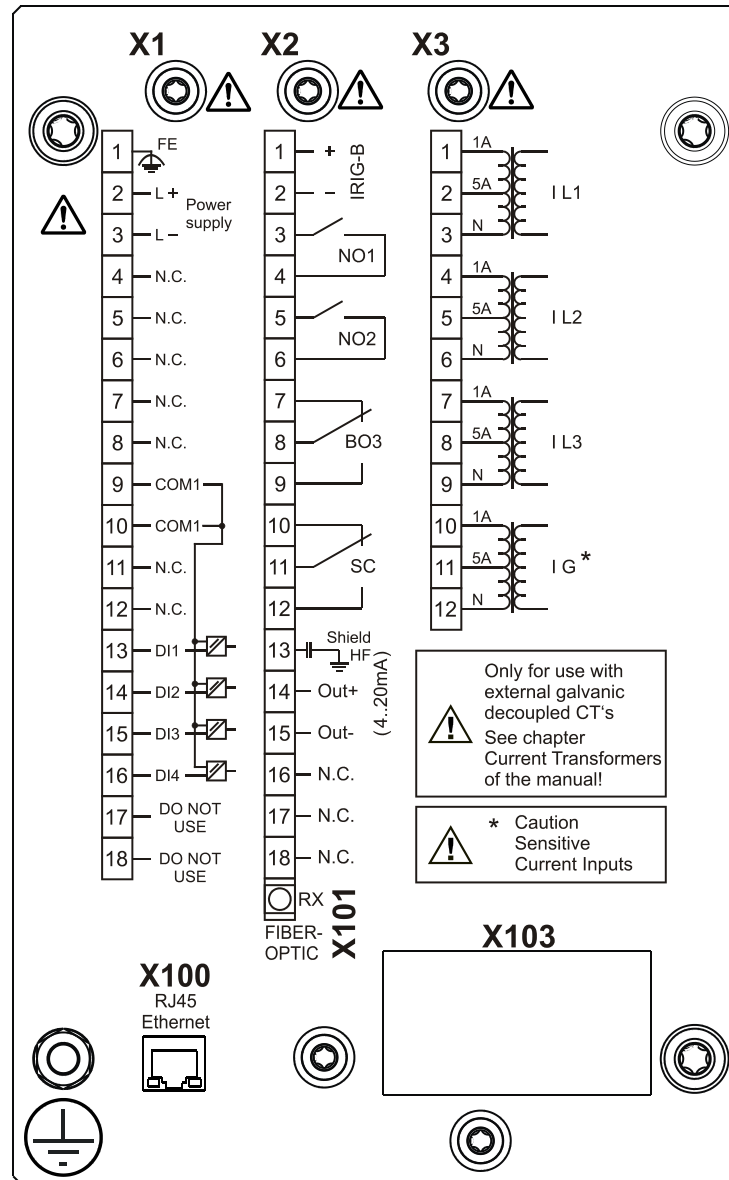 X1
X2
X3
1 FE
2 L+
Power
supply
3 L–
4 N.C.
5 N.C.
6 N.C.
7 N.C.
8 N.C.
9 COM1
10 COM1
11 N.C.
12 N.C.
13 DI1
14 DI2
15 DI3
16 DI4
17 DO NOT
USE
18 DO NOT
USE
1 +
2 –
IRIG-B
3
4
NO1
5
6
NO2
7
8
9
BO3
10
11
12
SC
13
Shield
HF
14 Out+
15 Out-
(4..20mA)
16 N.C.
17 N.C.
18 N.C.
RX
FIBER-
OPTIC
X101
1 1A
2 5A
3 N
I L1
4 1A
5 5A
6 N
I L2
7 1A
8 5A
9 N
I L3
10 1A
11 5A
12 N
I G *
Only for use with
external galvanic
decoupled CT‘s
See chapter
Current Transformers
of the manual!
* Caution
Sensitive
Current Inputs
X100
RJ45
Ethernet
X103